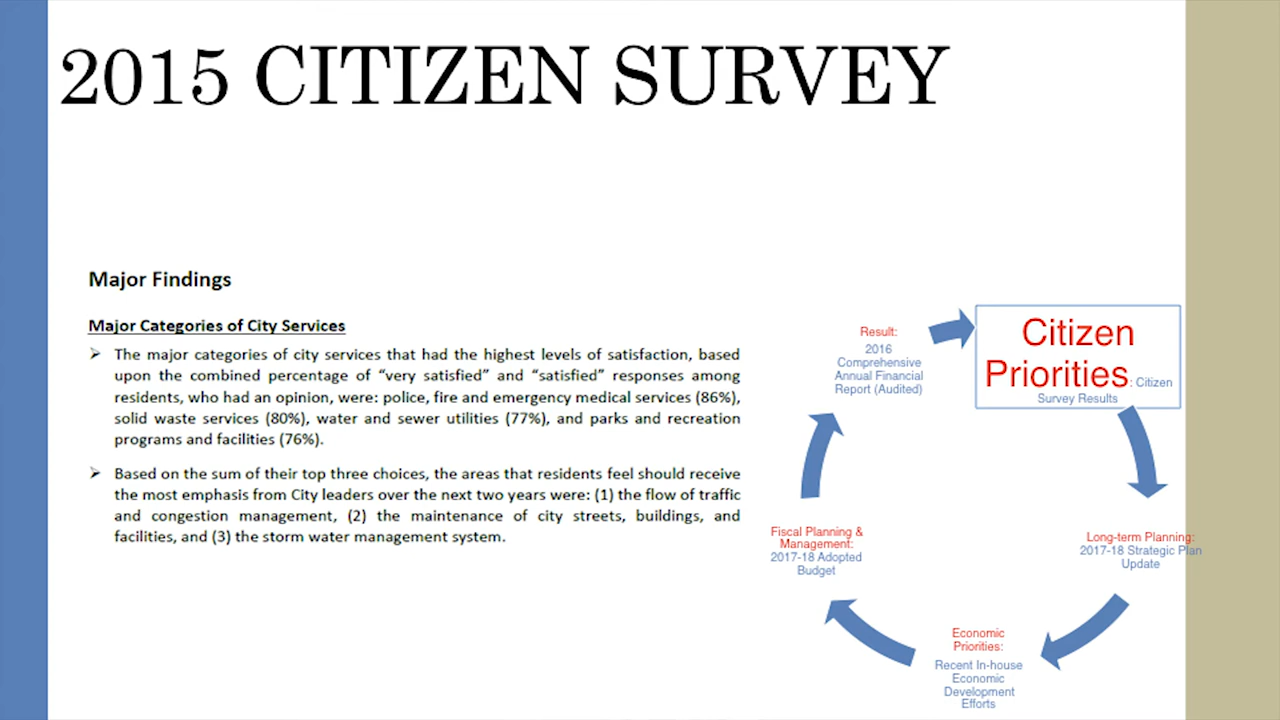 2015 CITIZEN SURVEY
Major Findings
Major Categories of City Services
➢ The major categories of city services that had the highest levels of satisfaction, based
upon the combined percentage of “very satisfied” and “satisfied” responses among
residents, who had an opinion, were: police, fire and emergency medical services (86%),
solid waste services (80%), water and sewer utilities (77%), and parks and recreation
programs and facilities (76%).
➢ Based on the sum of their top three choices, the areas that residents feel should receive
the most emphasis from City leaders over the next two years were: (1) the flow of traffic
and congestion management, (2) the maintenance of city streets, buildings, and
facilities, and (3) the storm water management system.
Citizen
Priorities: Citizen
Survey Results
Long-term Planning:
2017-18 Strategic Plan
Update
Economic
Priorities:
Recent In-house
Economic
Development
Efforts
Fiscal Planning &
Management:
2017-18 Adopted
Budget
Result:
2016
Comprehensive
Annual Financial
Report (Audited)